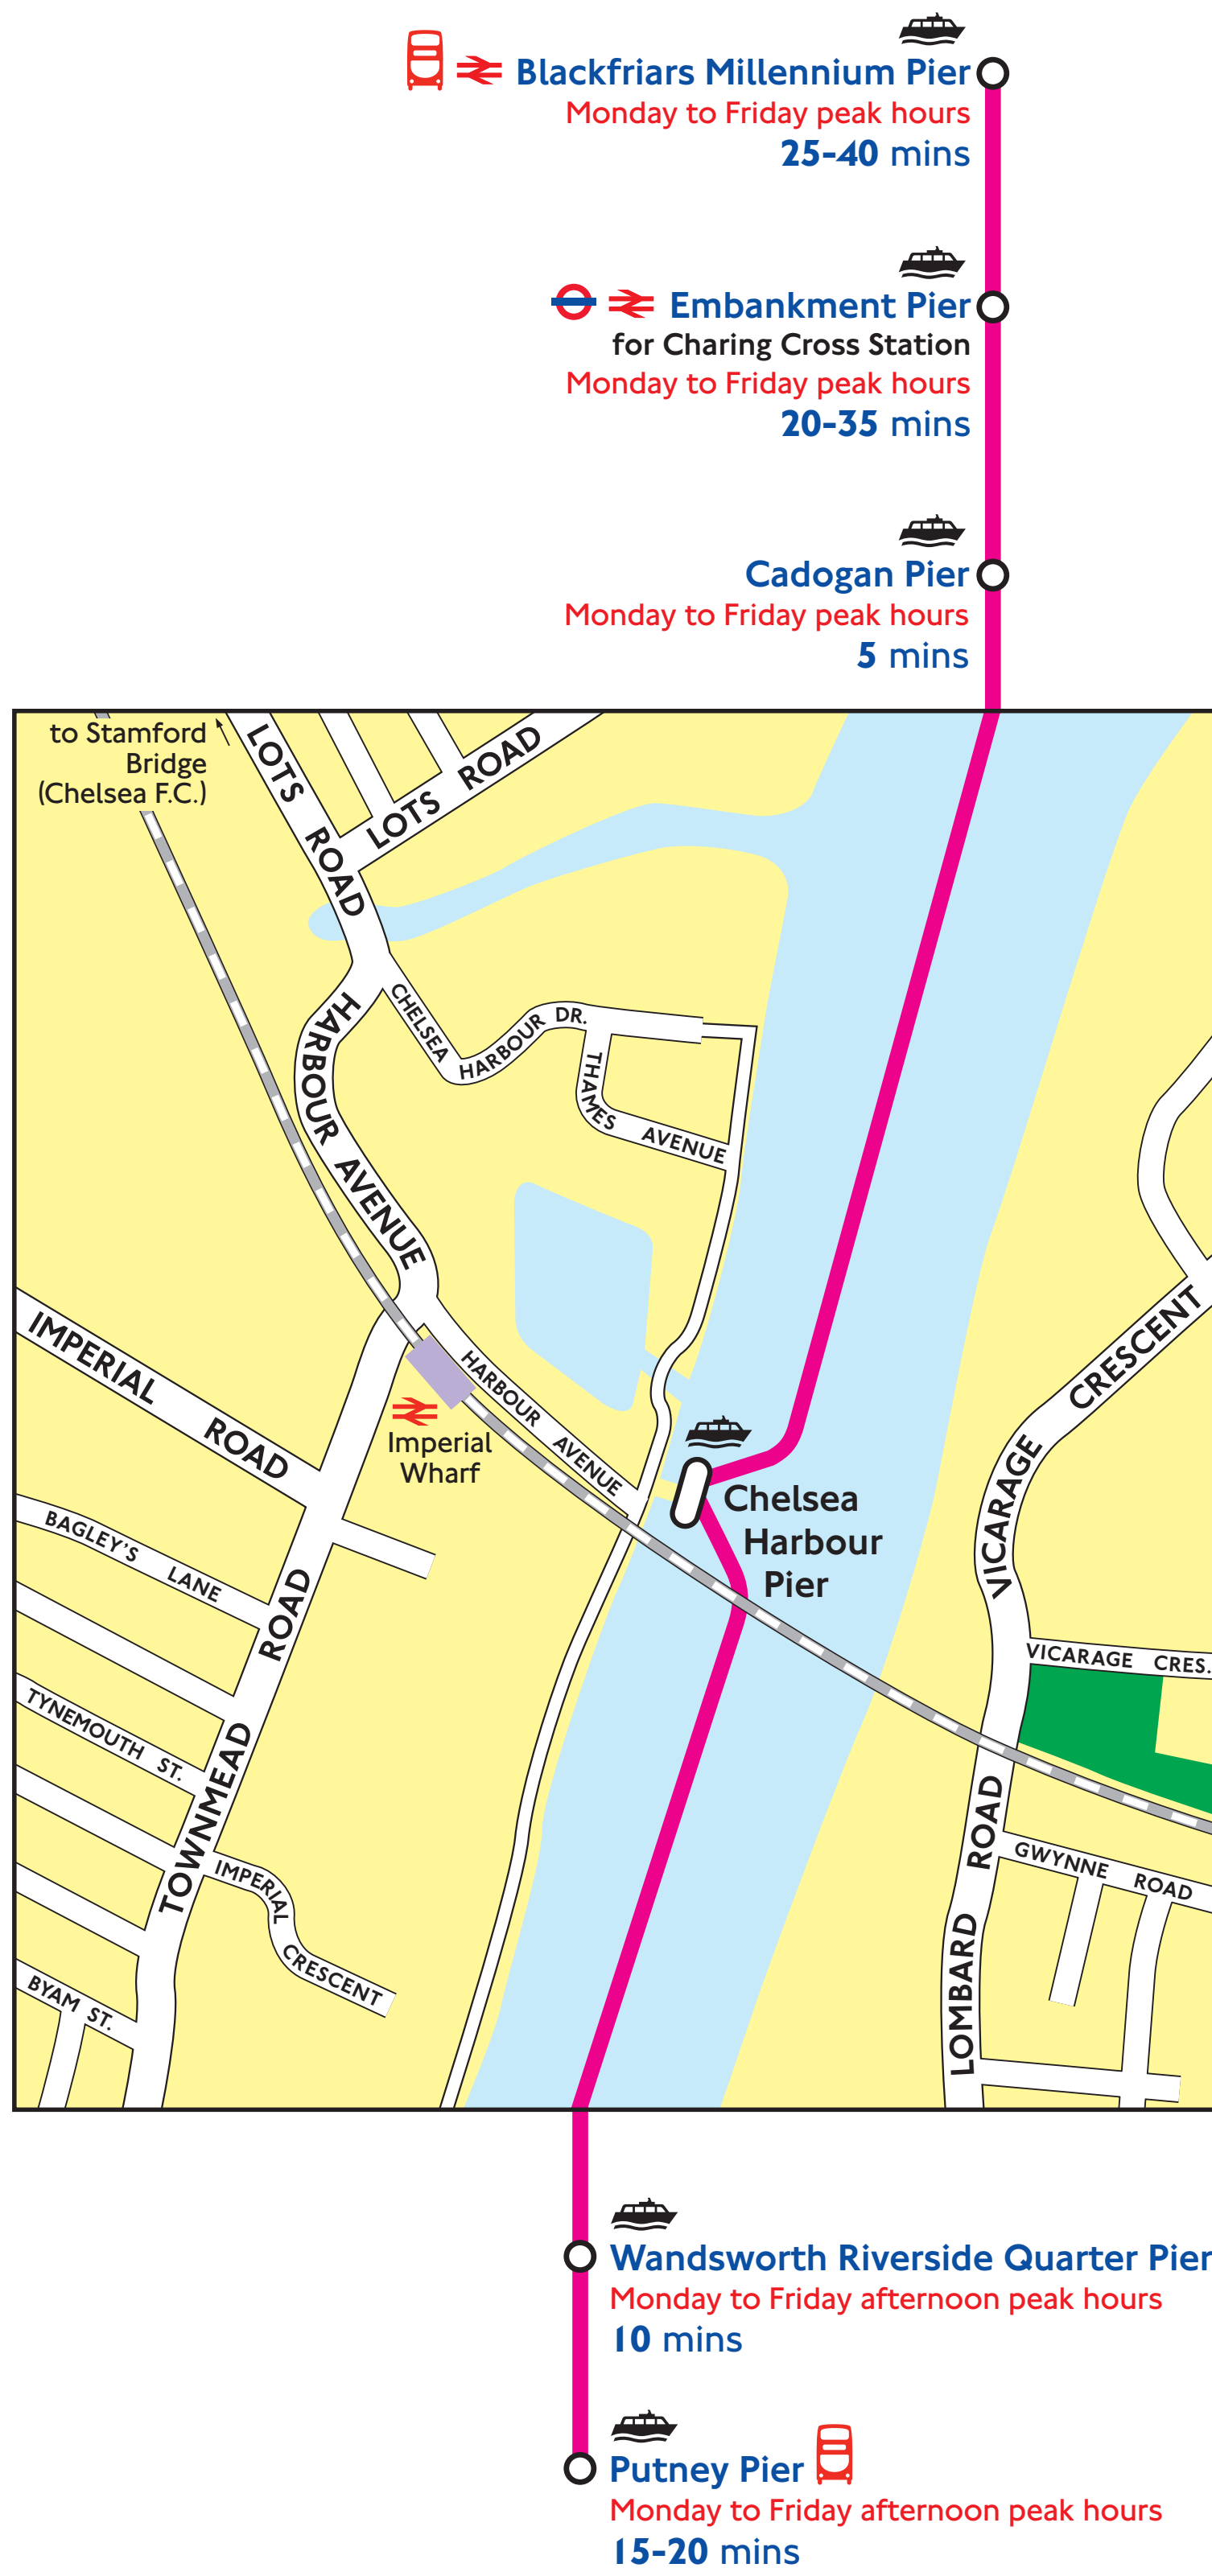 Blackfriars Millennium Pier
Monday to Friday peak hours
25-40 mins
Embankment Pier
for Charing Cross Station
Monday to Friday peak hours
20-35 mins
Cadogan Pier
Monday to Friday peak hours
5 mins
to Stamford
Bridge
(Chelsea F.C.)
LOTS ROAD
LOTS ROAD
CHELSEA HARBOUR DR.
HARBOUR AVENUE
THAMES AVENUE
IMPERIAL ROAD
HARBOUR AVENUE
Imperial
Wharf
Chelsea
Harbour
Pier
VICARAGE CRESCENT
BAGLEY'S LANE
VICARAGE CRES.
TYNEMOUTH ST.
TOWNMEAD ROAD
IMPERIAL CRESCENT
BYAM ST.
LOMBARD ROAD
GWYNNE ROAD
Wandsworth Riverside Quarter Pier
Monday to Friday afternoon peak hours
10 mins
Putney Pier
Monday to Friday afternoon peak hours
15-20 mins